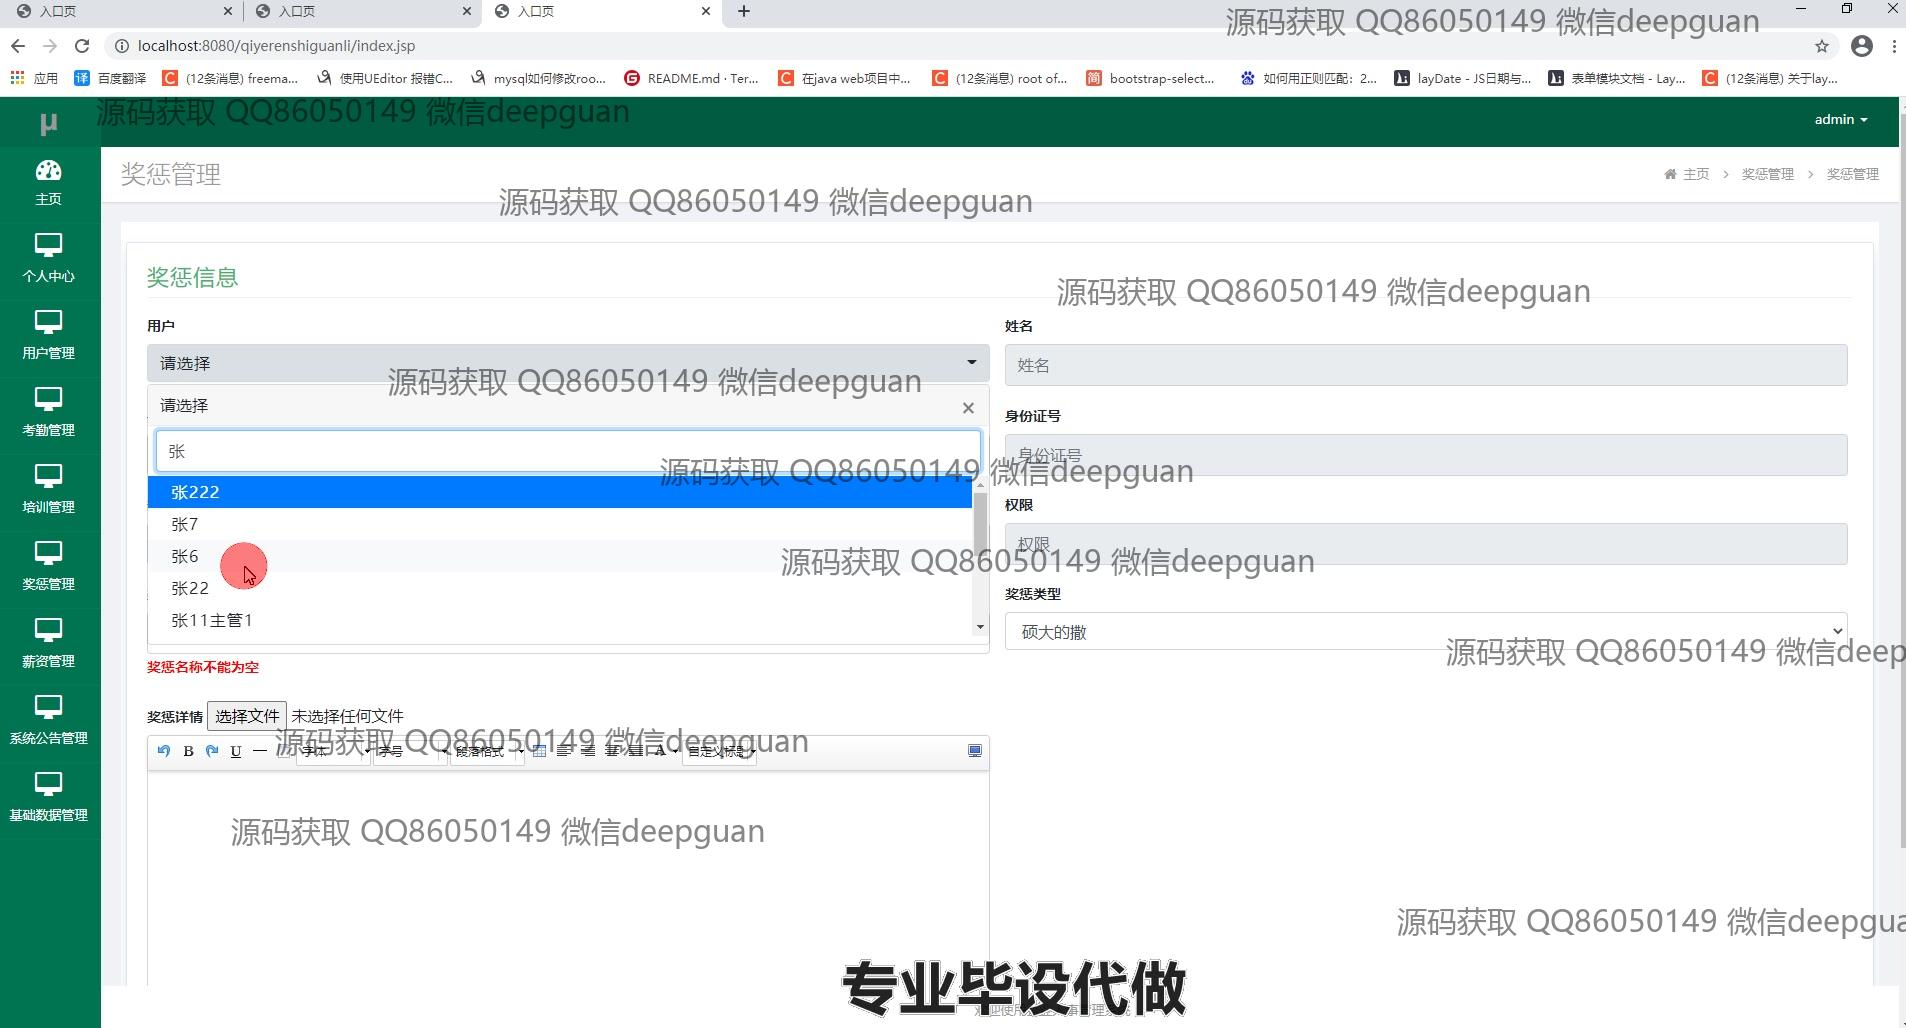 入口页
入口页
入口页
源码获取 QQ86050149 微信deepguan
localhost:8080/qiyerenshiguanli/index.jsp
应用
百度翻译
(12条消息) freema...
使用UEditor 报错C...
mysql如何修改roo...
README.md · Ter...
在java web项目中...
(12条消息) root of...
bootstrap-select...
如何用正则匹配：2...
layDate - JS日期与...
表单模块文档 - Lay...
(12条消息) 关于lay...
μ
源码获取 QQ86050149 微信deepguan
admin
主页
个人中心
用户管理
考勤管理
培训管理
奖惩管理
薪资管理
系统公告管理
基础数据管理
奖惩管理
主页 > 奖惩管理 > 奖惩管理
源码获取 QQ86050149 微信deepguan
奖惩信息
源码获取 QQ86050149 微信deepguan
用户
请选择
源码获取 QQ86050149 微信deepguan
请选择
张
源码获取 QQ86050149 微信deepguan
张222
张7
张6
张22
张11主管1
姓名
姓名
身份证号
身份证号
权限
权限
源码获取 QQ86050149 微信deepguan
奖惩类型
硕大的撒
源码获取 QQ86050149 微信deep
奖惩名称不能为空
奖惩详情 选择文件 未选择任何文件
源码获取 QQ86050149 微信deepguan
B U 字体 字号 段落格式 A 自定义标题
源码获取 QQ86050149 微信deepguan
源码获取 QQ86050149 微信deepgua
专业毕设代做